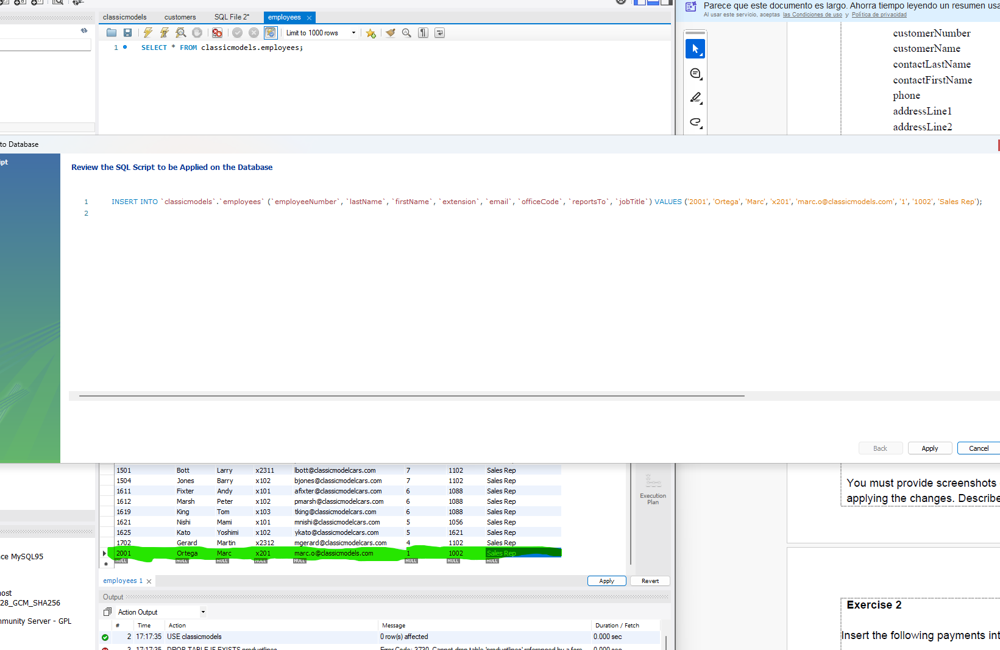 classicmodels customers SQL File 2* employees
Limit to 1000 rows
1 SELECT * FROM classicmodels.employees;
Parece que este documento es largo. Ahorra tiempo leyendo un resumen usa
Al usar este servicio, aceptas las Condiciones de uso y Política de privacidad
customerNumber
customerName
contactLastName
contactFirstName
phone
addressLine1
addressLine2
to Database
ipt
Review the SQL Script to be Applied on the Database
1 INSERT INTO `classicmodels`.`employees` (`employeeNumber`, `lastName`, `firstName`, `extension`, `email`, `officeCode`, `reportsTo`, `jobTitle`) VALUES ('2001', 'Ortega', 'Marc', 'x201', 'marc.o@classicmodels.com', '1', '1002', 'Sales Rep');
2
Back Apply Cancel
1501 Bott Larry x2311 lbott@classicmodelcars.com 7 1102 Sales Rep
1504 Jones Barry x102 bjones@classicmodelcars.com 7 1102 Sales Rep
1611 Fixter Andy x101 afixter@classicmodelcars.com 6 1088 Sales Rep
1612 Marsh Peter x102 pmarsh@classicmodelcars.com 6 1088 Sales Rep
1619 King Tom x103 tking@classicmodelcars.com 6 1088 Sales Rep
1621 Nishi Mami x101 mnishi@classicmodelcars.com 5 1056 Sales Rep
1625 Kato Yoshimi x102 ykato@classicmodelcars.com 5 1621 Sales Rep
1702 Gerard Martin x2312 mgerard@classicmodelcars.com 4 1102 Sales Rep
2001 Ortega Marc x201 marc.o@classicmodels.com 1 1002 Sales Rep
NULL NULL NULL NULL NULL NULL NULL NULL
Execution
Plan
employees 1
Apply Revert
Output
Action Output
# Time Action Message Duration / Fetch
2 17:17:35 USE classicmodels 0 row(s) affected 0.000 sec
3 17:17:35 DROP TABLE IF EXISTS productlines Error Code: 3730. Cannot drop table 'productlines' referenced by a fore 0.000 sec
ce MySQL95
ost
28_GCM_SHA256
munity Server - GPL
You must provide screenshots
applying the changes. Describe
Exercise 2
Insert the following payments int